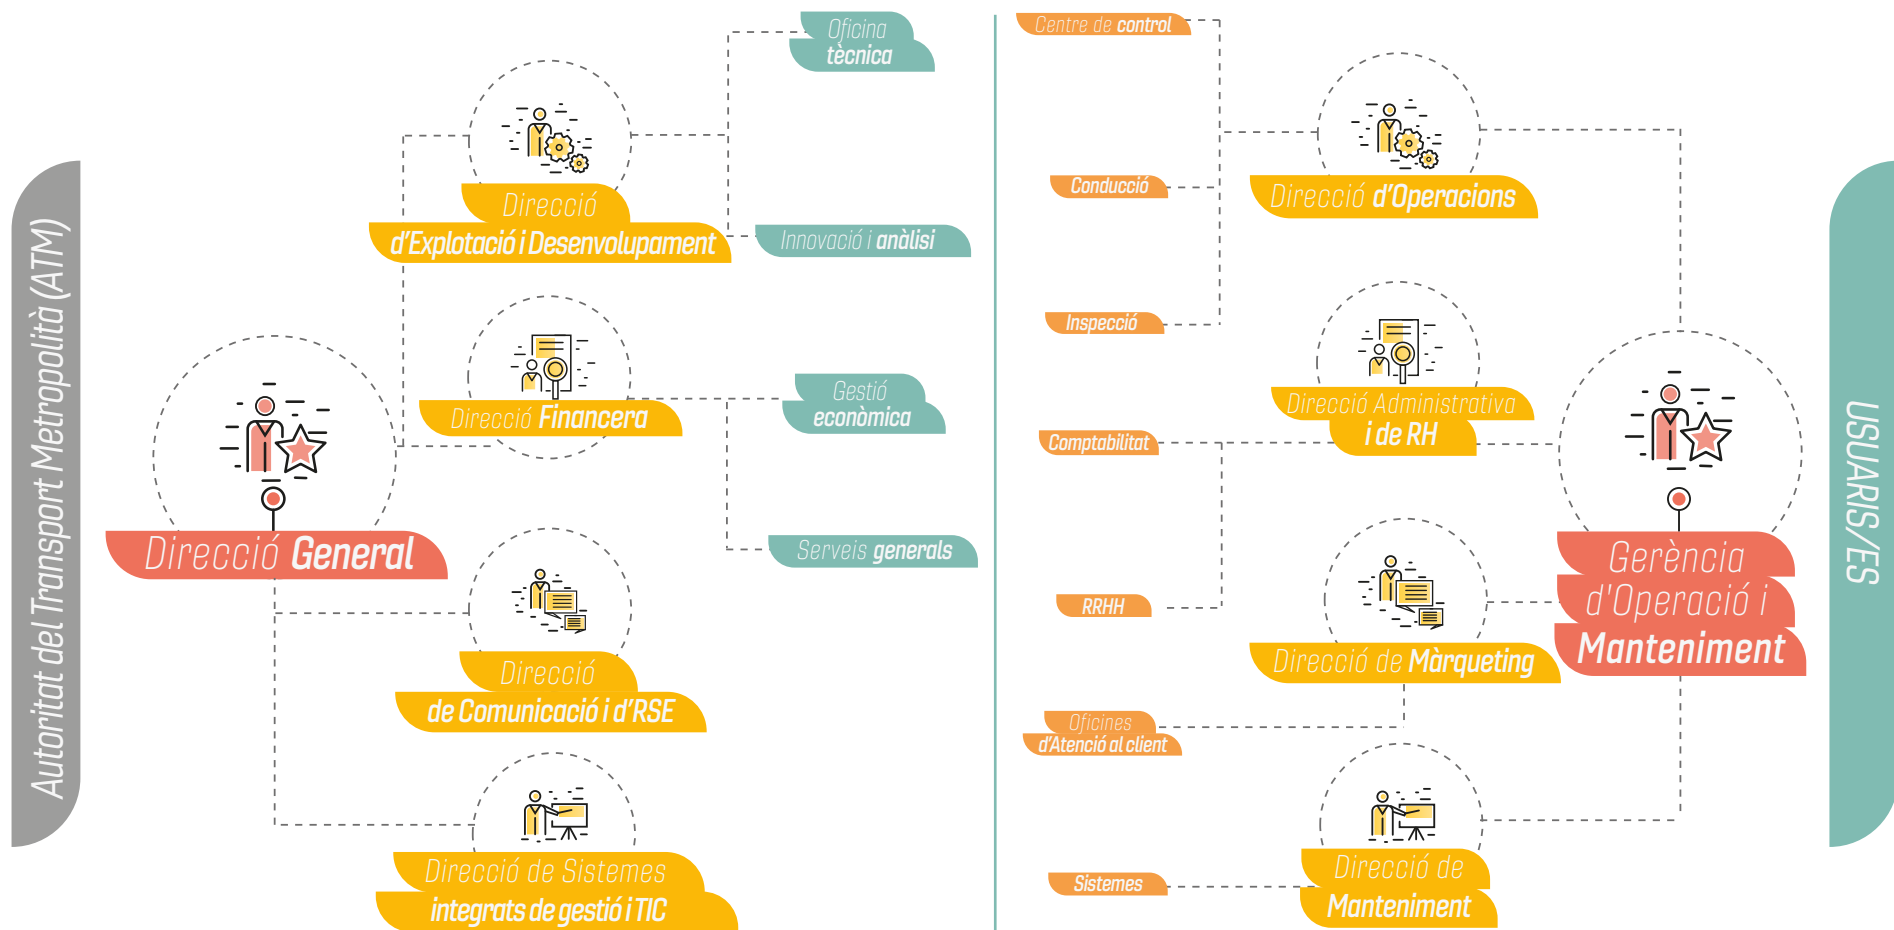 Autoritat del Transport Metropolità (ATM)
Direcció General
Direcció
d'Explotació i Desenvolupament
Oficina
tècnica
Innovació i anàlisi
Direcció Financera
Gestió
econòmica
Serveis generals
Direcció
de Comunicació i d'RSE
Direcció de Sistemes
integrats de gestió i TIC
Centre de control
Conducció
Inspecció
Direcció d'Operacions
Comptabilitat
RRHH
Direcció Administrativa
i de RH
Direcció de Màrqueting
Oficines
d'Atenció al client
Sistemes
Direcció de
Manteniment
Gerència
d'Operació i
Manteniment
USUARIS/ES